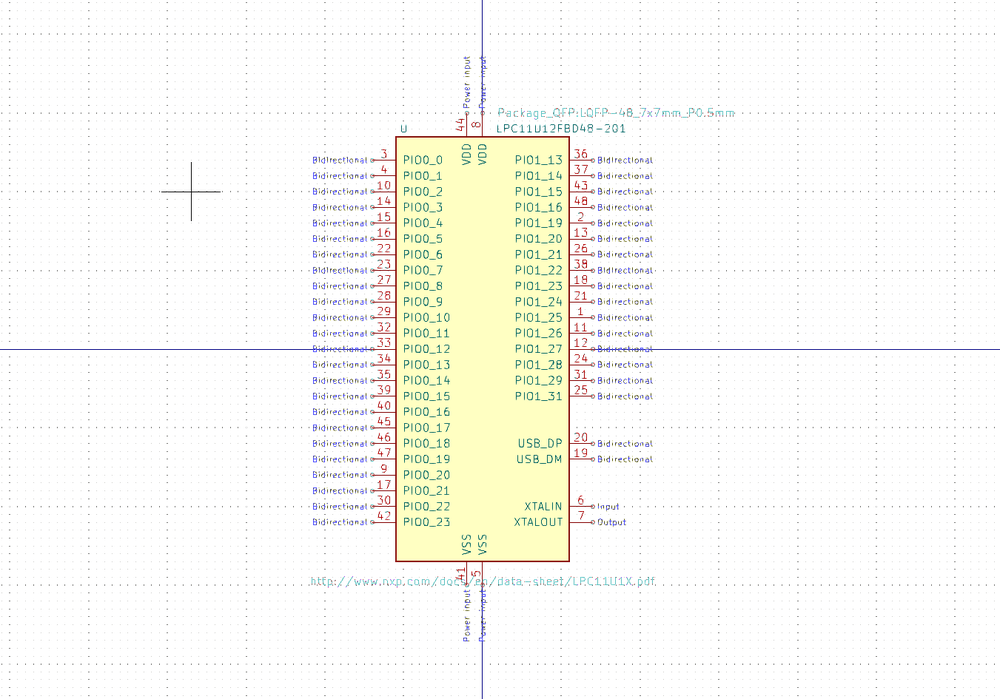 Power input Power input
44 8
Package_QFP:LQFP-48_7x7mm_P0.5mm
U LPC11U12FBD48-201
VDD VDD
Bidirectional 3 PIO0_0 PIO1_13 36 Bidirectional
Bidirectional 4 PIO0_1 PIO1_14 37 Bidirectional
Bidirectional 10 PIO0_2 PIO1_15 43 Bidirectional
Bidirectional 14 PIO0_3 PIO1_16 48 Bidirectional
Bidirectional 15 PIO0_4 PIO1_19 2 Bidirectional
Bidirectional 16 PIO0_5 PIO1_20 13 Bidirectional
Bidirectional 22 PIO0_6 PIO1_21 26 Bidirectional
Bidirectional 23 PIO0_7 PIO1_22 38 Bidirectional
Bidirectional 27 PIO0_8 PIO1_23 18 Bidirectional
Bidirectional 28 PIO0_9 PIO1_24 21 Bidirectional
Bidirectional 29 PIO0_10 PIO1_25 1 Bidirectional
Bidirectional 32 PIO0_11 PIO1_26 11 Bidirectional
Bidirectional 33 PIO0_12 PIO1_27 12 Bidirectional
Bidirectional 34 PIO0_13 PIO1_28 24 Bidirectional
Bidirectional 35 PIO0_14 PIO1_29 31 Bidirectional
Bidirectional 39 PIO0_15 PIO1_31 25 Bidirectional
Bidirectional 40 PIO0_16
Bidirectional 45 PIO0_17
Bidirectional 46 PIO0_18 USB_DP 20 Bidirectional
Bidirectional 47 PIO0_19 USB_DM 19 Bidirectional
Bidirectional 9 PIO0_20
Bidirectional 17 PIO0_21
Bidirectional 30 PIO0_22 XTALIN 6 Input
Bidirectional 42 PIO0_23 XTALOUT 7 Output
VSS VSS
41 5
http://www.nxp.com/docs/en/data-sheet/LPC11U1X.pdf
Power input Power input